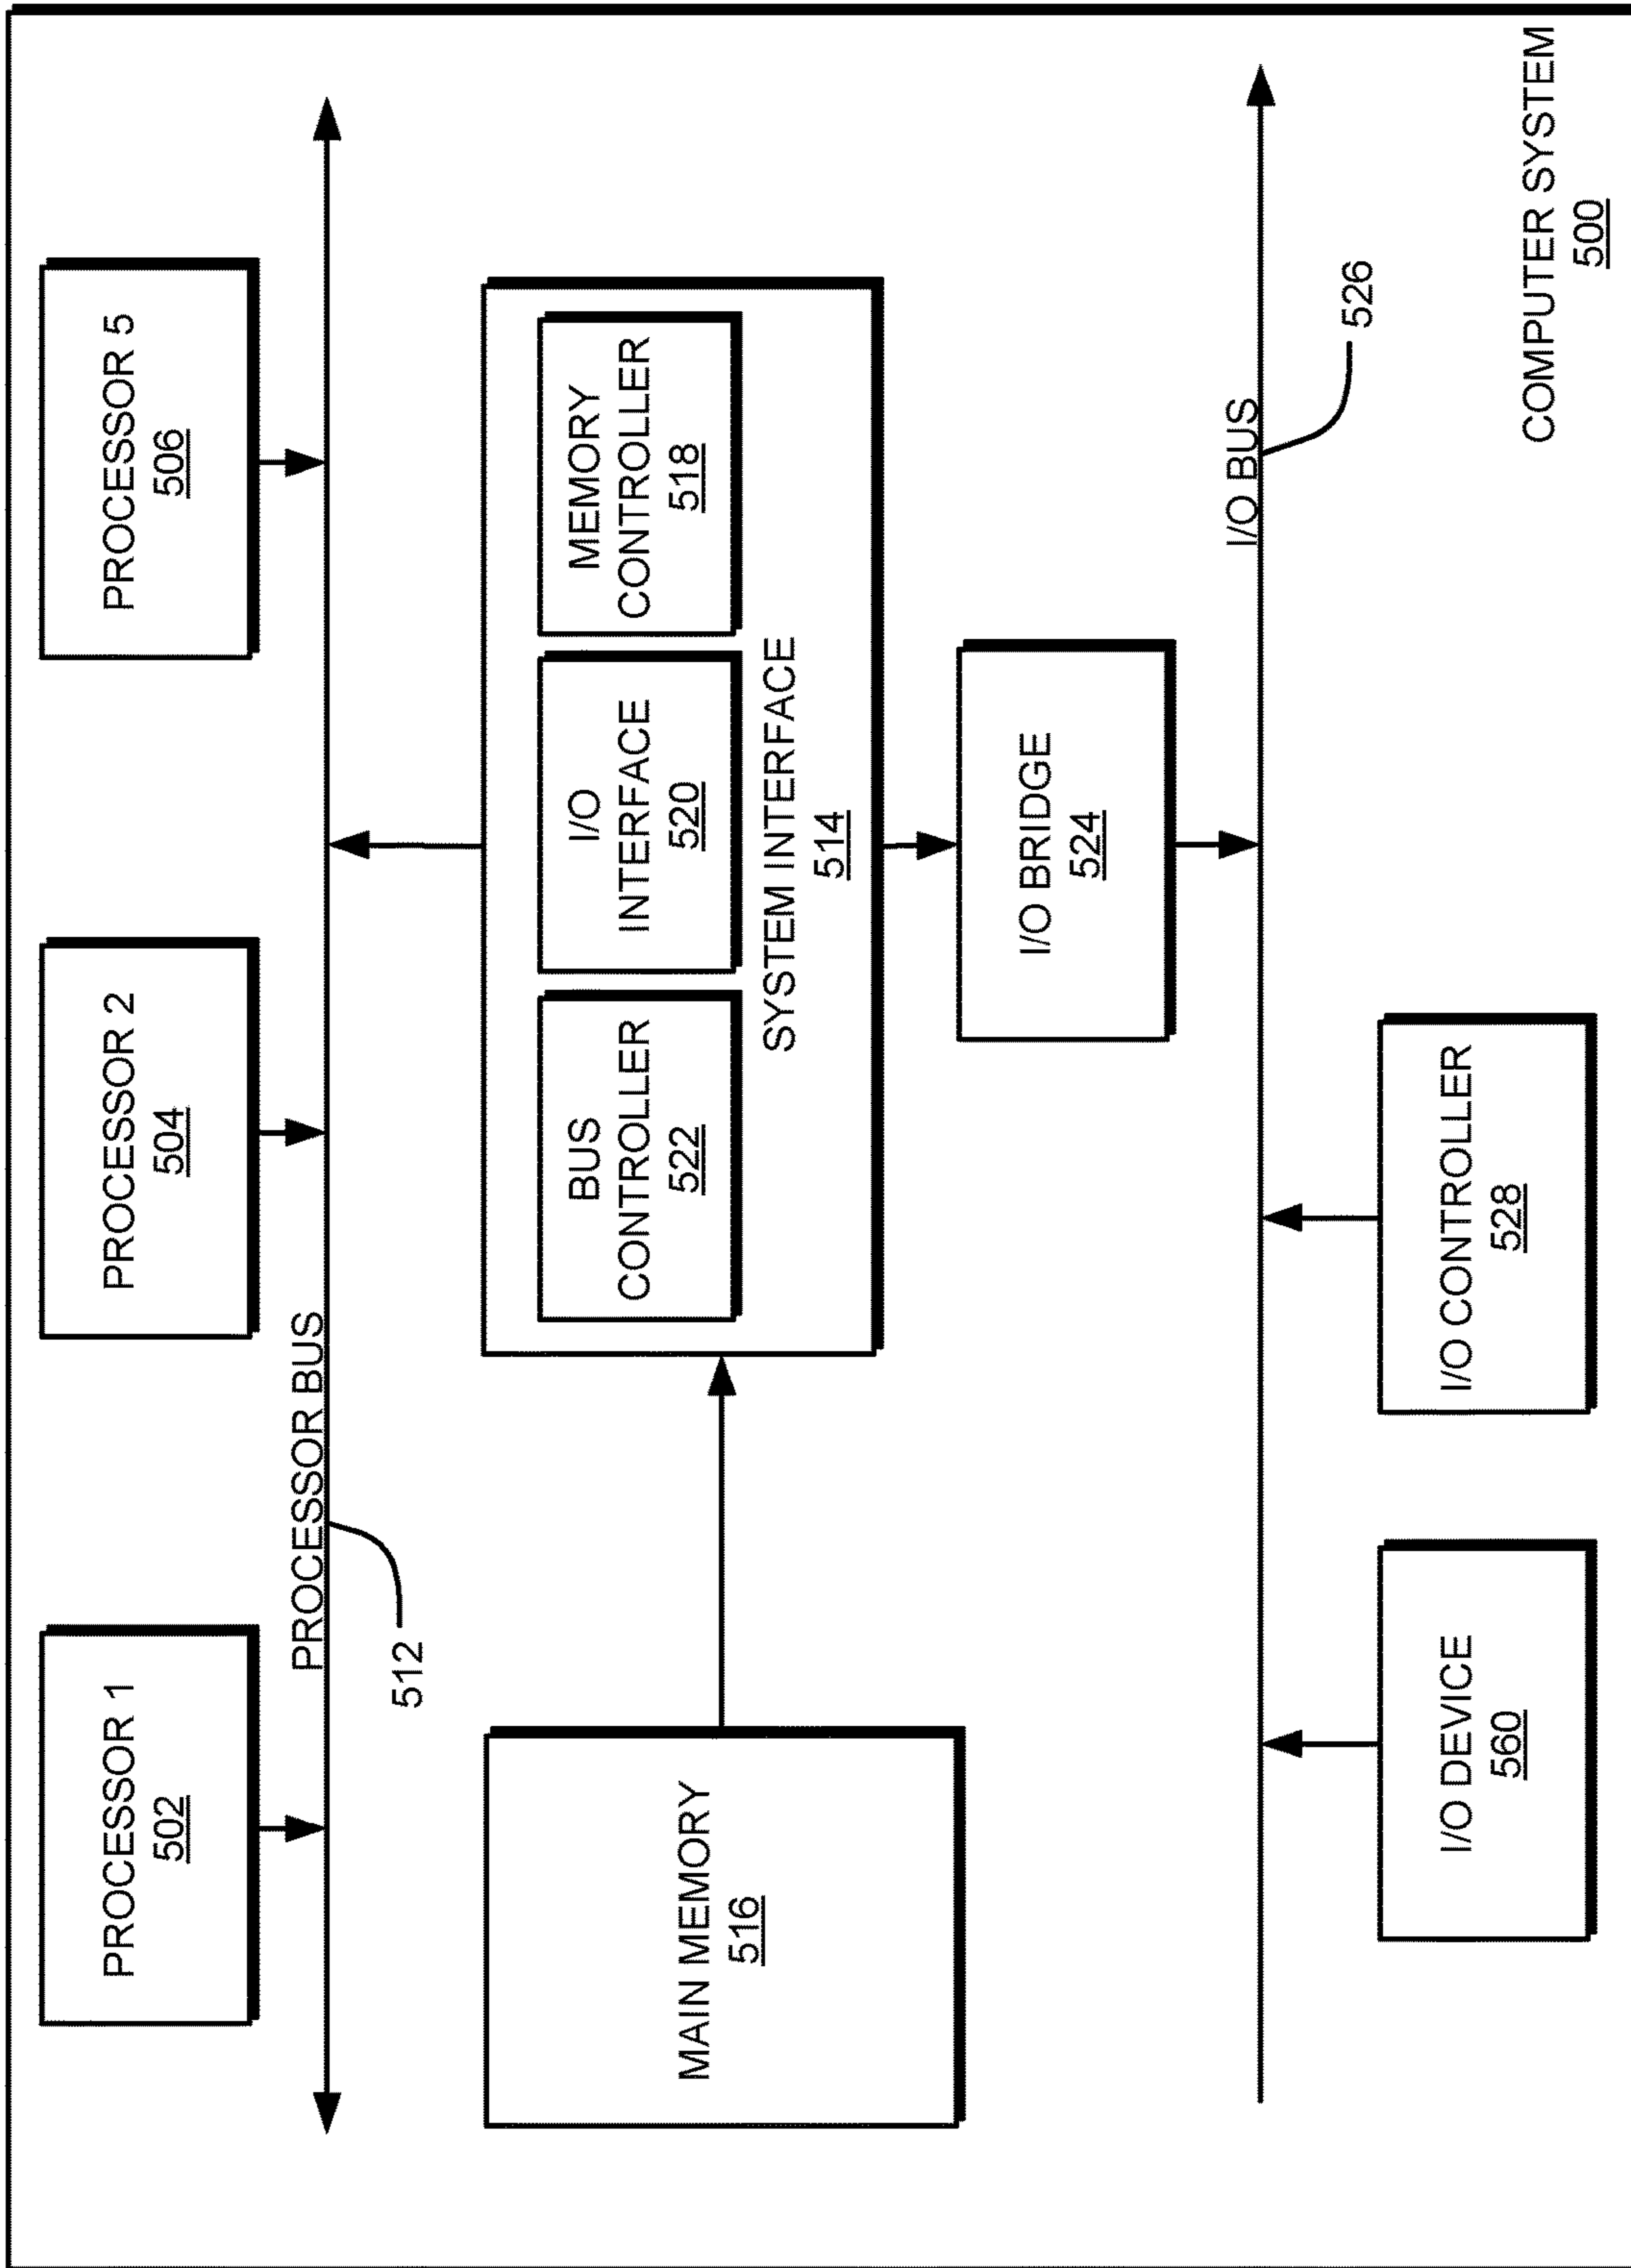 PROCESSOR 1
502
PROCESSOR 2
504
PROCESSOR 5
506
PROCESSOR BUS
512
MAIN MEMORY
516
BUS
CONTROLLER
522
I/O
INTERFACE
520
MEMORY
CONTROLLER
518
SYSTEM INTERFACE
514
I/O BRIDGE
524
I/O BUS
526
I/O DEVICE
560
I/O CONTROLLER
528
COMPUTER SYSTEM
500